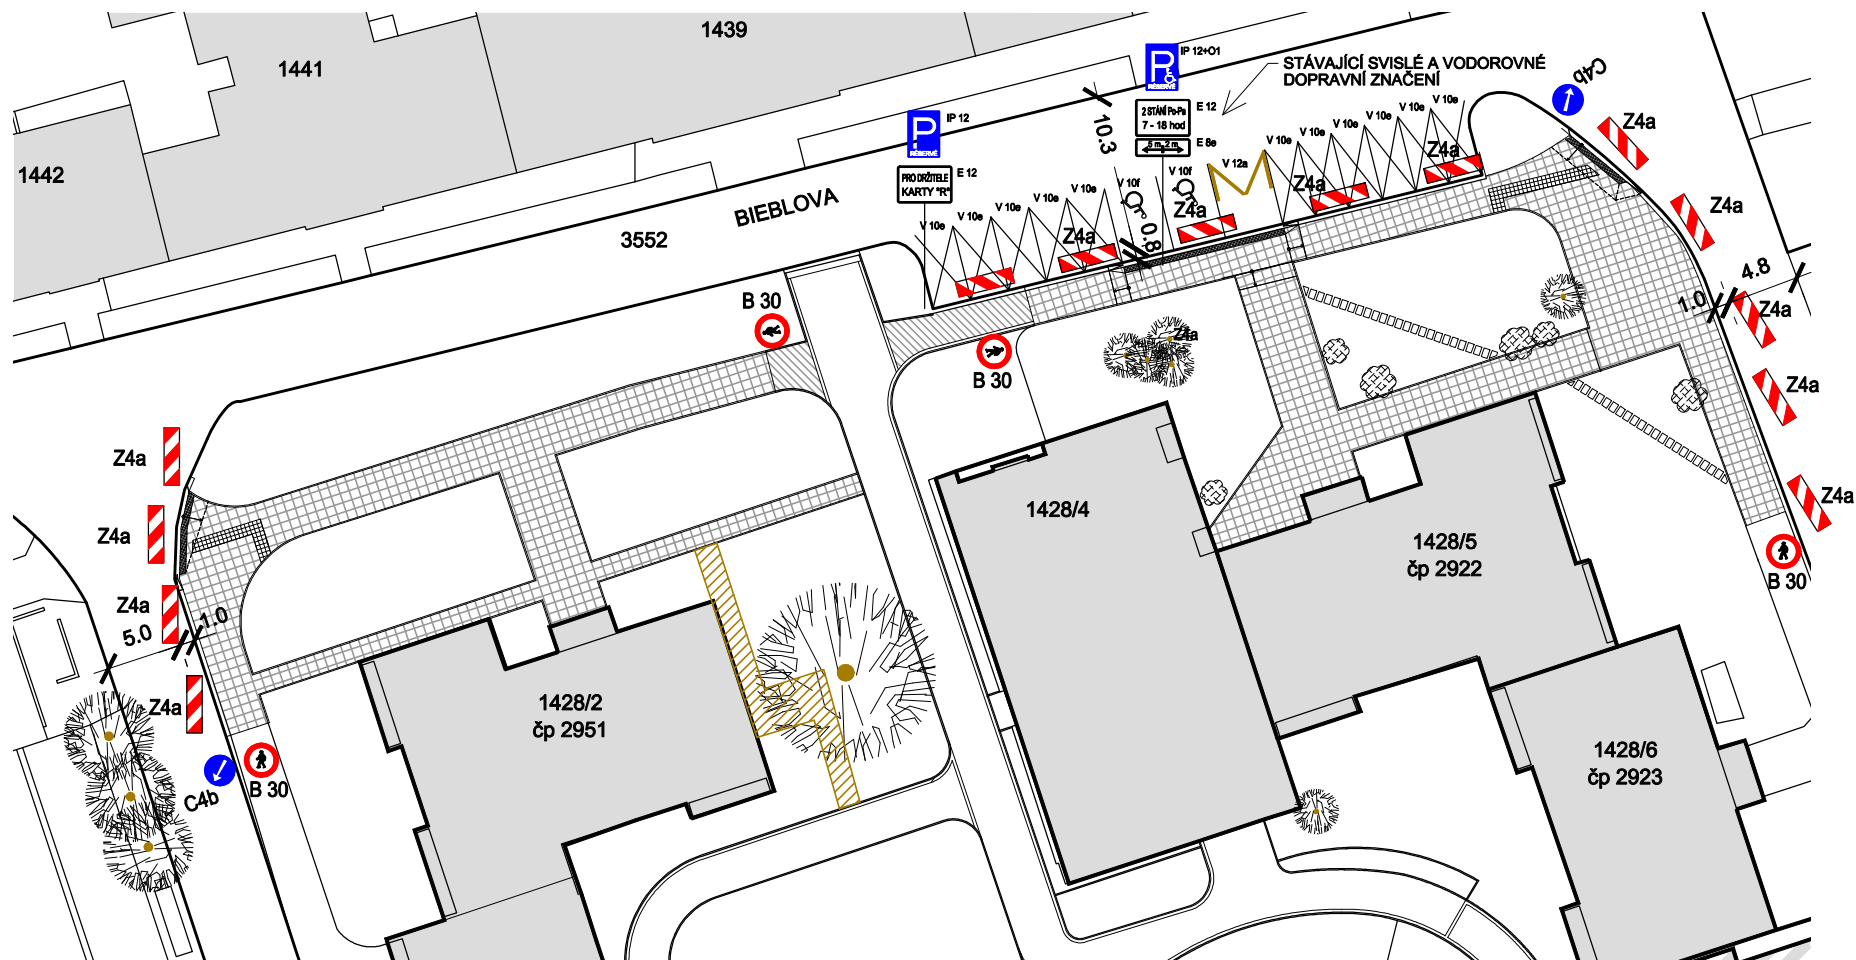 1439
1441
1442
3552
BIEBLOVA
P
RÉSERVÉ
IP 12
PRO DRŽITELE
KARTY "R"
E 12
P
RÉSERVÉ
IP 12+O1
2 STÁNÍ Po-Pa
7 - 18 hod
E 12
5 m 2 m
E 8e
STÁVAJÍCÍ SVISLÉ A VODOROVNÉ
DOPRAVNÍ ZNAČENÍ
C4b
10.3
0.8
V 10e
V 10e
V 10e
V 10e
V 10e
V 10f
V 10f
V 12a
V 10e
V 10e
V 10e
V 10e
V 10e
V 10e
Z4a
Z4a
Z4a
Z4a
Z4a
Z4a
Z4a
Z4a
Z4a
Z4a
4.8
1.0
B 30
B 30
B 30
Z4a
Z4a
Z4a
Z4a
5.0
1.0
C4b
B 30
1428/2
čp 2951
1428/4
1428/5
čp 2922
1428/6
čp 2923